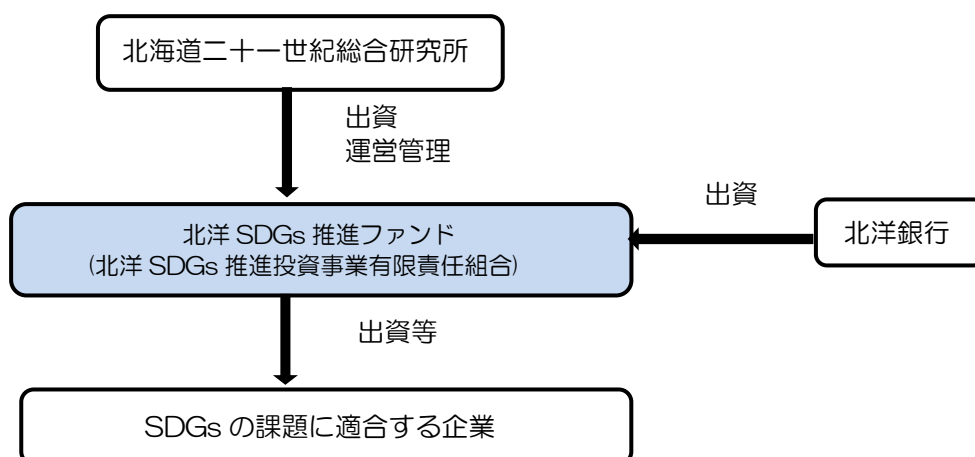 北海道二十一世紀総合研究所
出資
運営管理
出資
北洋 SDGs 推進ファンド
(北洋 SDGs 推進投資事業有限責任組合)
北洋銀行
出資等
SDGs の課題に適合する企業